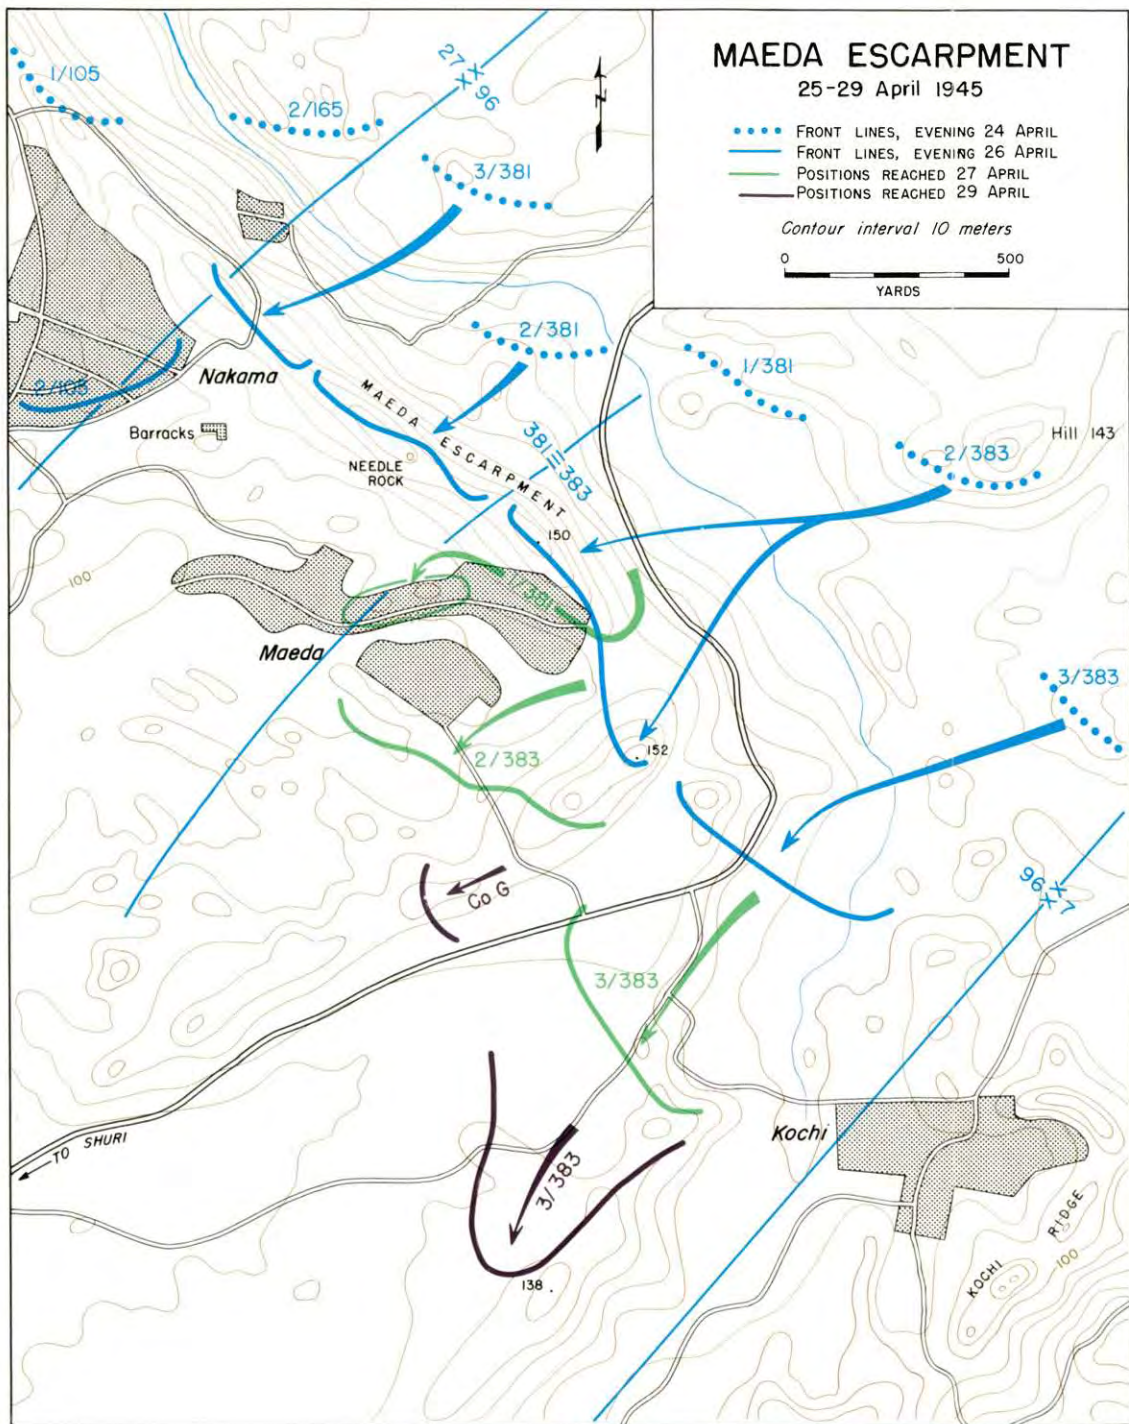 MAEDA ESCARPMENT
25-29 April 1945
FRONT LINES, EVENING 24 APRIL
FRONT LINES, EVENING 26 APRIL
POSITIONS REACHED 27 APRIL
POSITIONS REACHED 29 APRIL
Contour interval 10 meters
0 500
YARDS
1/105
2/165
27 XX 96
N
3/381
2/381
1/381
Hill 143
2/383
Nakama
2/105
MAEDA ESCARPMENT
Barracks
NEEDLE
ROCK
381 383
150
100
1/381
Maeda
3/383
2/383
152
Co G
96 XX 7
3/383
TO SHURI
Kochi
3/383
KOCHI RIDGE
100
138